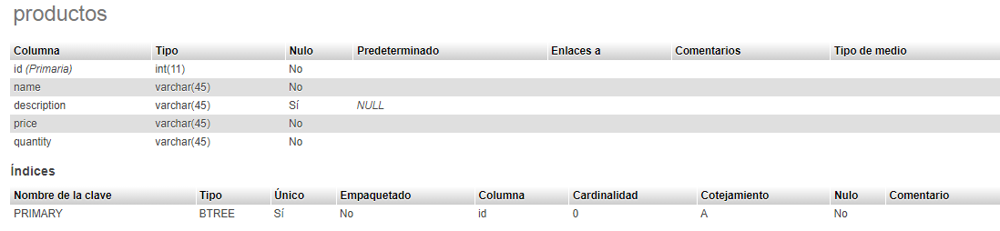 productos
Columna Tipo Nulo Predeterminado Enlaces a Comentarios Tipo de medio
id (Primaria) int(11) No
name varchar(45) No
description varchar(45) Sí NULL
price varchar(45) No
quantity varchar(45) No
Índices
Nombre de la clave Tipo Único Empaquetado Columna Cardinalidad Cotejamiento Nulo Comentario
PRIMARY BTREE Sí No id 0 A No